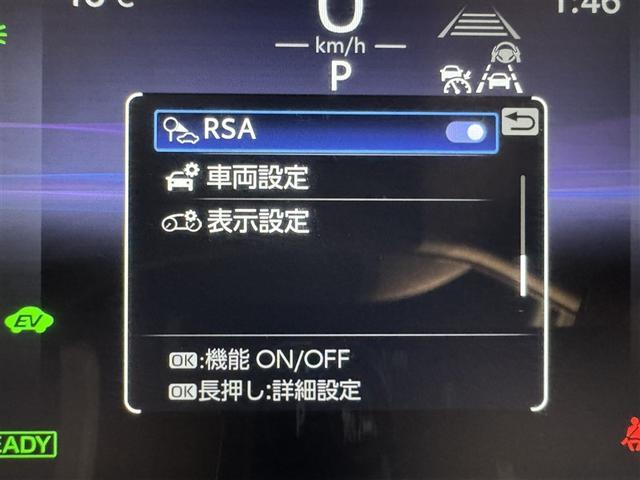 0
1:46
km/h
P
RSA
車両設定
表示設定
EV
OK:機能 ON/OFF
OK長押し:詳細設定
EADY